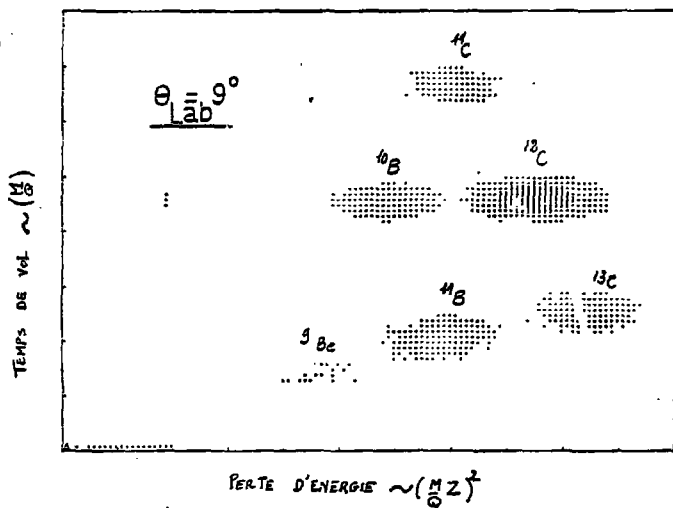 ¹¹C
θLab = 9°
¹⁰B
¹²C
¹³C
¹¹B
⁹Be
TEMPS DE VOL ~(M/Q)
PERTE D'ENERGIE ~(M/Q Z)²